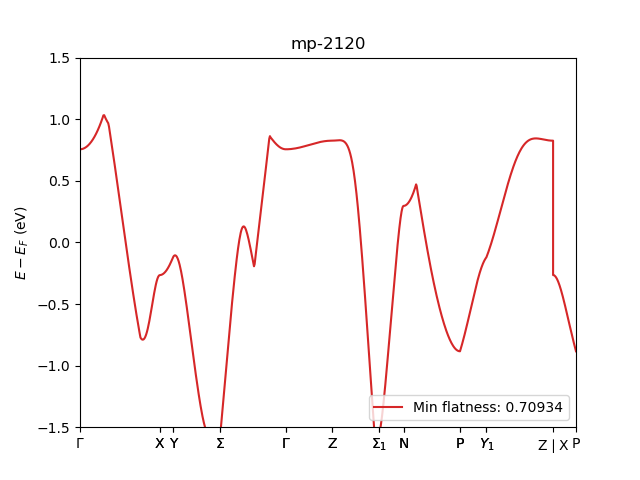 mp-2120
1.5
1.0
0.5
0.0
−0.5
−1.0
−1.5
E − E_F (eV)
Min flatness: 0.70934
Γ X Y Σ Γ Z Σ₁ N P Y₁ Z | X P